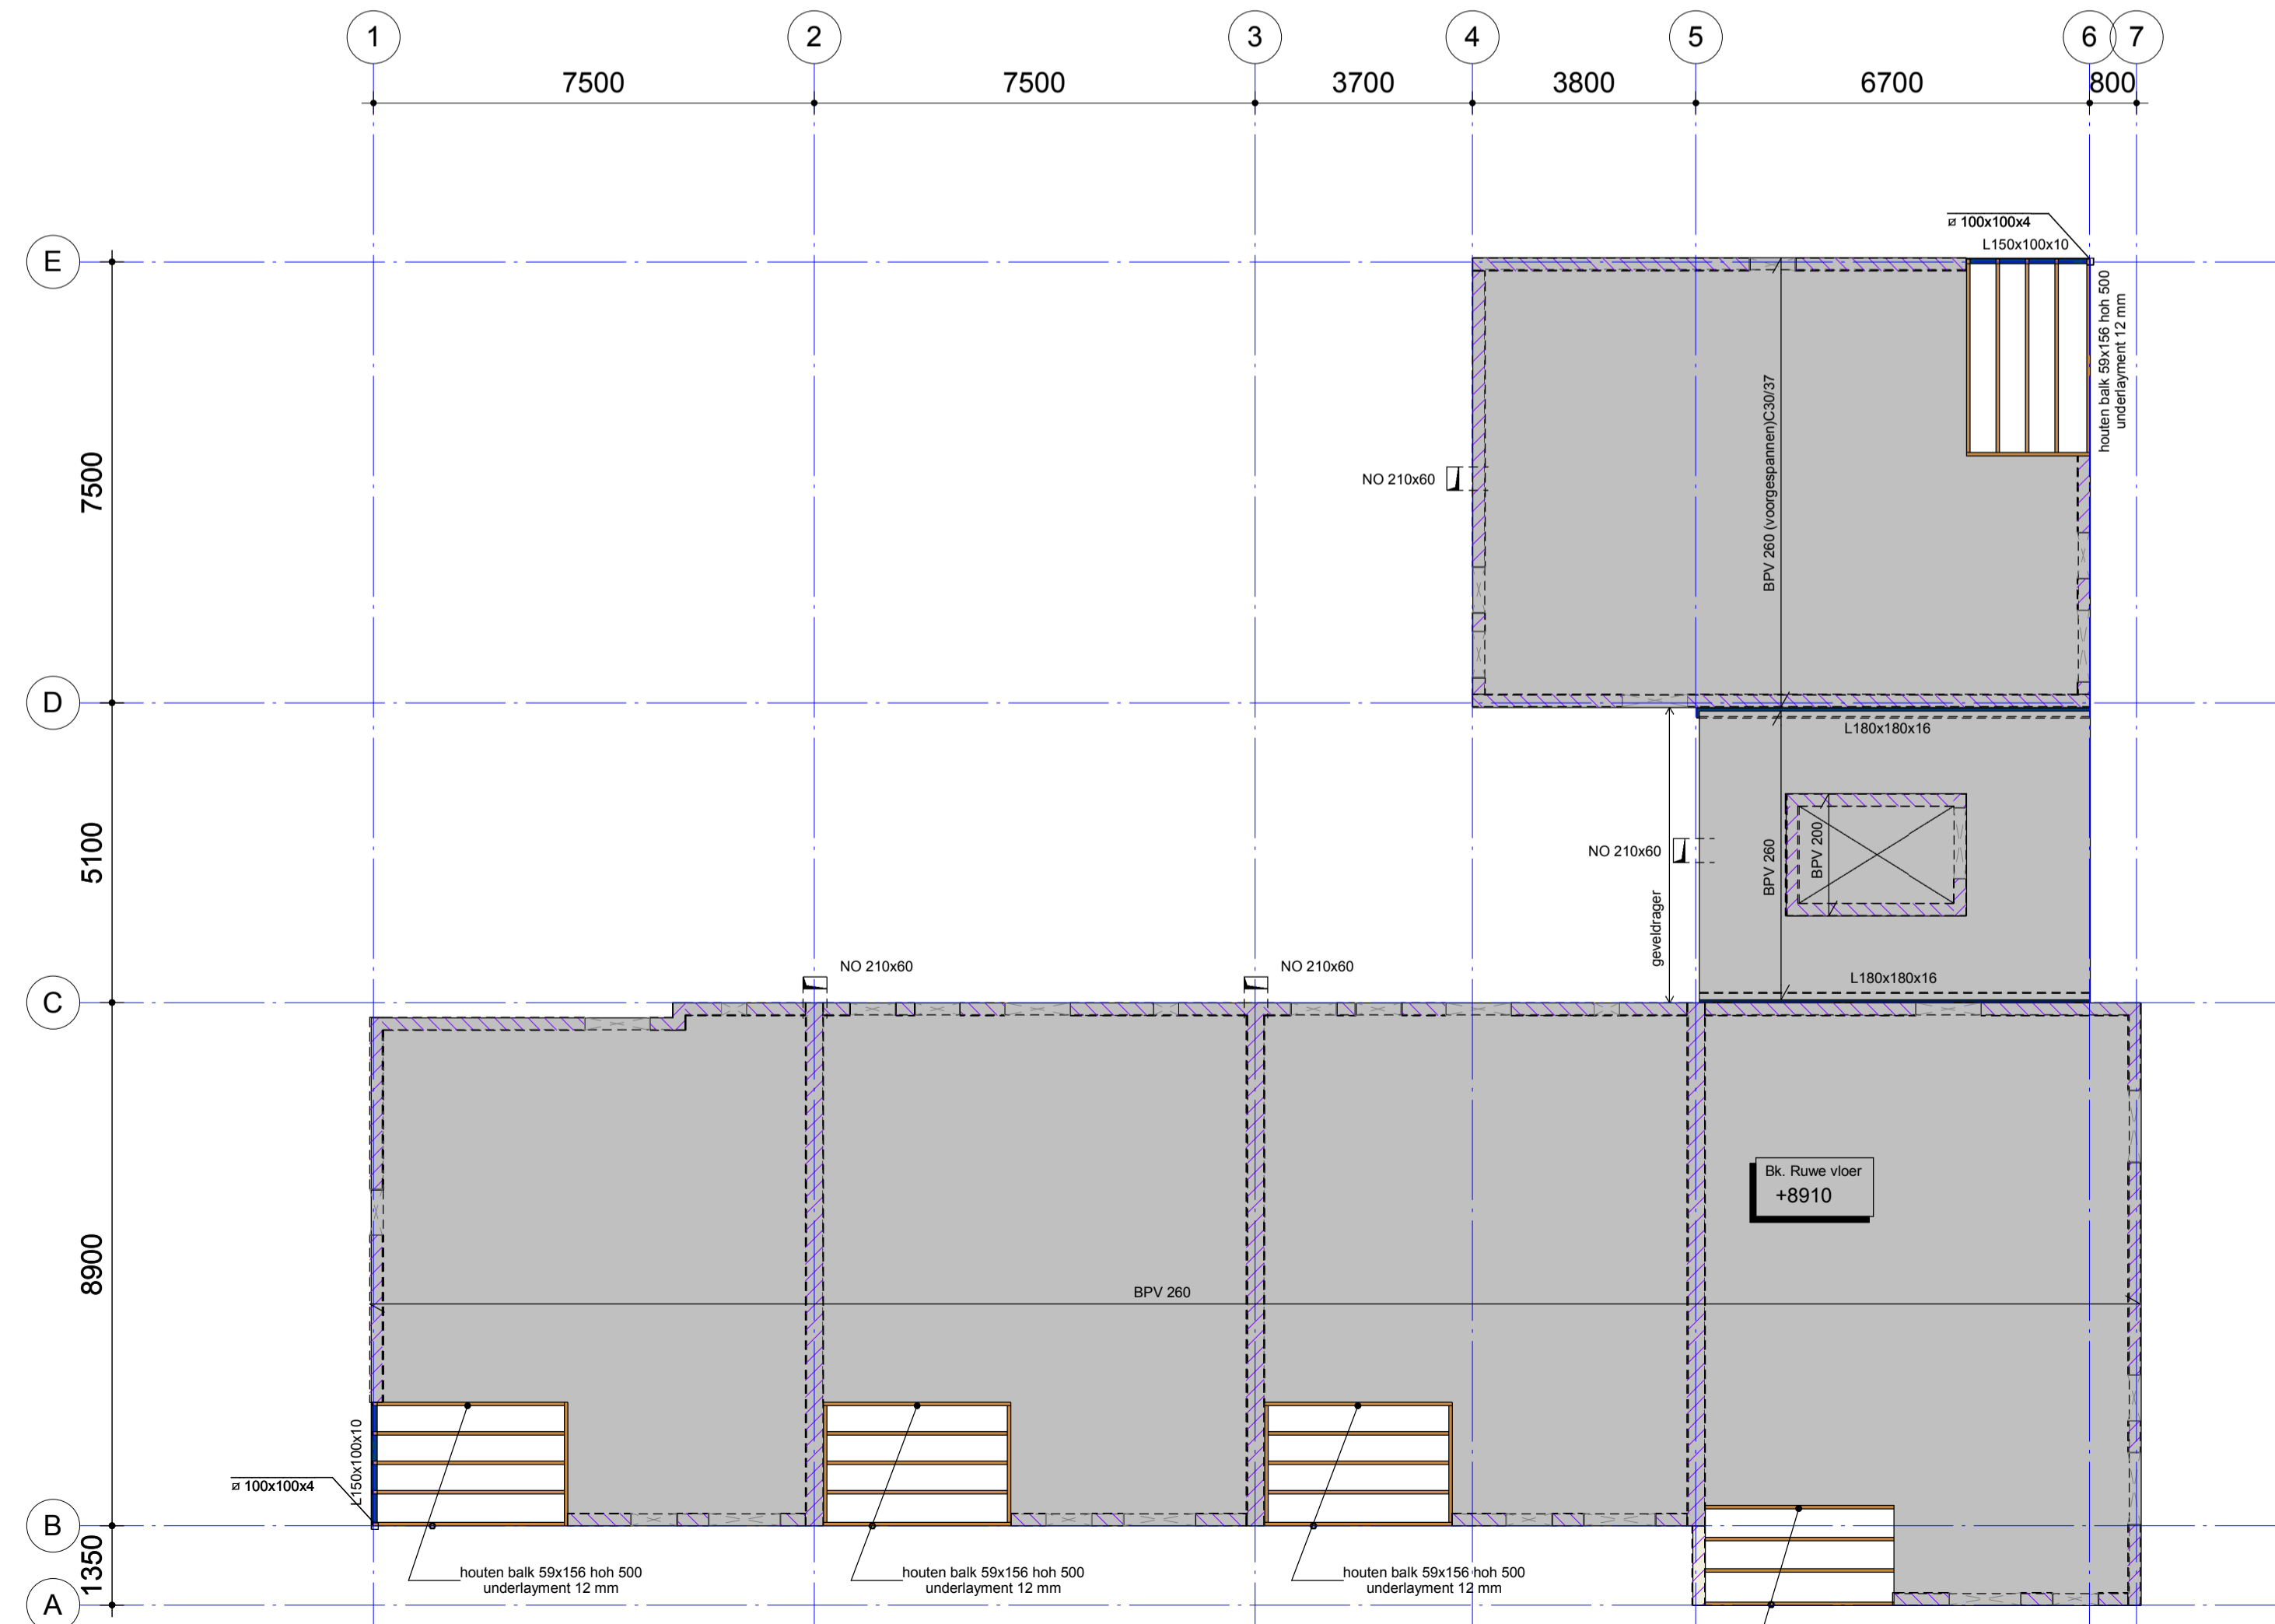 1 2 3 4 5 6 7
7500 7500 3700 3800 6700 800
100x100x4
L150x100x10
E
houten balk 59x156 hoh 500
underlayment 12 mm
BPV 260 (voorgespannen)C30/37
7500
NO 210x60
D
L180x180x16
5100
NO 210x60
BPV 260
BPV 200
geveldrager
NO 210x60
NO 210x60
L180x180x16
C
Bk. Ruwe vloer
+8910
8900
BPV 260
L150x100x10
100x100x4
B
1350
houten balk 59x156 hoh 500
underlayment 12 mm
houten balk 59x156 hoh 500
underlayment 12 mm
houten balk 59x156 hoh 500
underlayment 12 mm
A